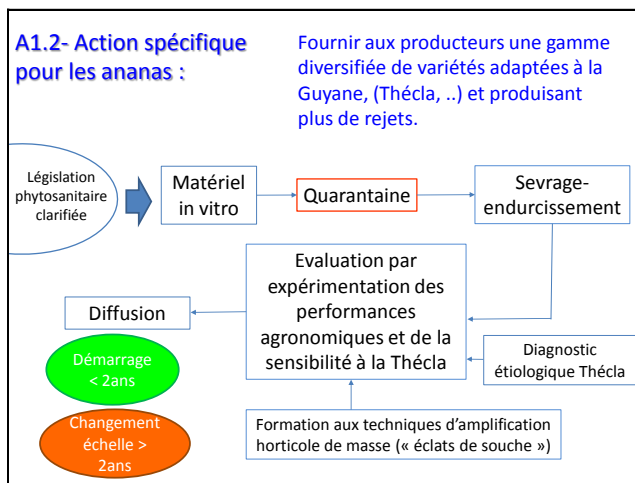 A1.2- Action spécifique
pour les ananas :
Fournir aux producteurs une gamme
diversifiée de variétés adaptées à la
Guyane, (Thécla, ..) et produisant
plus de rejets.
Législation
phytosanitaire
clarifiée
Matériel
in vitro
Quarantaine
Sevrage-
endurcissement
Evaluation par
expérimentation des
performances
agronomiques et de la
sensibilité à la Thécla
Diffusion
Démarrage
< 2ans
Changement
échelle >
2ans
Diagnostic
étiologique Thécla
Formation aux techniques d'amplification
horticole de masse (« éclats de souche »)